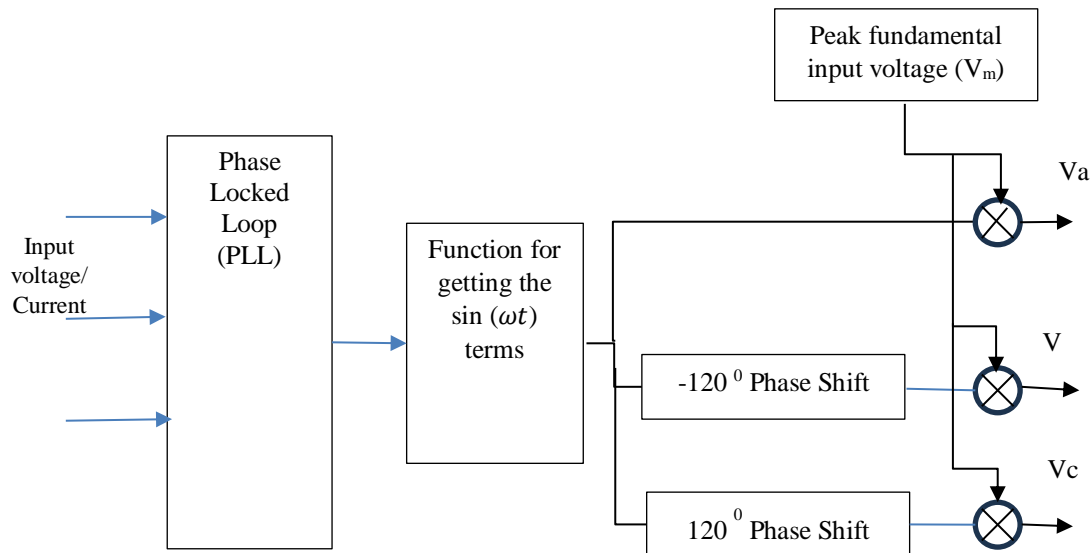 Peak fundamental
input voltage (Vₘ)
Phase
Locked
Loop
(PLL)
Input
voltage/
Current
Function for
getting the
sin (𝜔𝑡)
terms
Va
-120 ⁰ Phase Shift
V
120 ⁰ Phase Shift
Vc